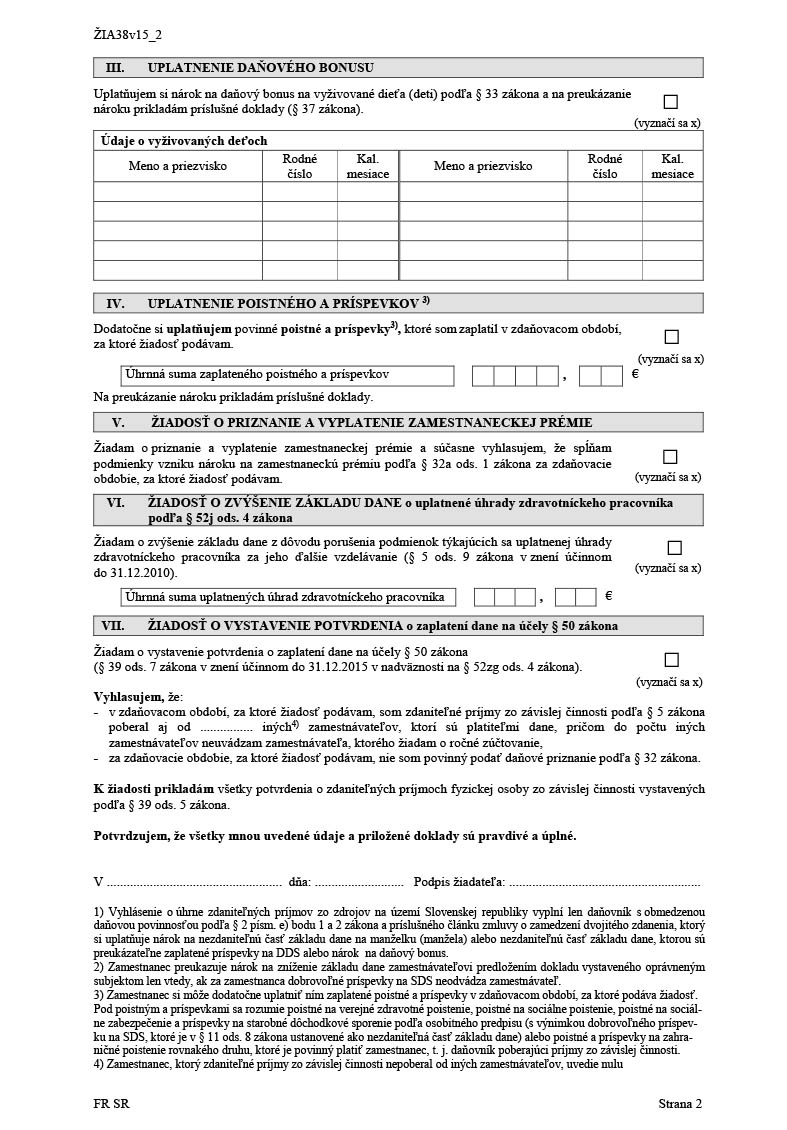 ŽIA38v15_2
III. UPLATNENIE DAŇOVÉHO BONUSU
Uplatňujem si nárok na daňový bonus na vyživované dieťa (deti) podľa § 33 zákona a na preukázanie
nároku prikladám príslušné doklady (§ 37 zákona).
(vyznačí sa x)
Údaje o vyživovaných deťoch
Meno a priezvisko Rodné číslo Kal. mesiace Meno a priezvisko Rodné číslo Kal. mesiace
IV. UPLATNENIE POISTNÉHO A PRÍSPEVKOV 3)
Dodatočne si uplatňujem povinné poistné a príspevky3), ktoré som zaplatil v zdaňovacom období,
za ktoré žiadosť podávam.
(vyznačí sa x)
Úhrnná suma zaplateného poistného a príspevkov , €
Na preukázanie nároku prikladám príslušné doklady.
V. ŽIADOSŤ O PRIZNANIE A VYPLATENIE ZAMESTNANECKEJ PRÉMIE
Žiadam o priznanie a vyplatenie zamestnaneckej prémie a súčasne vyhlasujem, že spĺňam
podmienky vzniku nároku na zamestnaneckú prémiu podľa § 32a ods. 1 zákona za zdaňovacie
obdobie, za ktoré žiadosť podávam.
(vyznačí sa x)
VI. ŽIADOSŤ O ZVÝŠENIE ZÁKLADU DANE o uplatnené úhrady zdravotníckeho pracovníka
podľa § 52j ods. 4 zákona
Žiadam o zvýšenie základu dane z dôvodu porušenia podmienok týkajúcich sa uplatnenej úhrady
zdravotníckeho pracovníka za jeho ďalšie vzdelávanie (§ 5 ods. 9 zákona v znení účinnom
do 31.12.2010).
(vyznačí sa x)
Úhrnná suma uplatnených úhrad zdravotníckeho pracovníka , €
VII. ŽIADOSŤ O VYSTAVENIE POTVRDENIA o zaplatení dane na účely § 50 zákona
Žiadam o vystavenie potvrdenia o zaplatení dane na účely § 50 zákona
(§ 39 ods. 7 zákona v znení účinnom do 31.12.2015 v nadväznosti na § 52zg ods. 4 zákona).
(vyznačí sa x)
Vyhlasujem, že:
- v zdaňovacom období, za ktoré žiadosť podávam, som zdaniteľné príjmy zo závislej činnosti podľa § 5 zákona
poberal aj od ............... iných4) zamestnávateľov, ktorí sú platiteľmi dane, pričom do počtu iných
zamestnávateľov neuvádzam zamestnávateľa, ktorého žiadom o ročné zúčtovanie,
- za zdaňovacie obdobie, za ktoré žiadosť podávam, nie som povinný podať daňové priznanie podľa § 32 zákona.
K žiadosti prikladám všetky potvrdenia o zdaniteľných príjmoch fyzickej osoby zo závislej činnosti vystavených
podľa § 39 ods. 5 zákona.
Potvrdzujem, že všetky mnou uvedené údaje a priložené doklady sú pravdivé a úplné.
V ..................................................... dňa: ........................... Podpis žiadateľa: ..........................................................
1) Vyhlásenie o úhrne zdaniteľných príjmov zo zdrojov na území Slovenskej republiky vyplní len daňovník s obmedzenou
daňovou povinnosťou podľa § 2 písm. e) bodu 1 a 2 zákona a príslušného článku zmluvy o zamedzení dvojitého zdanenia, ktorý
si uplatňuje nárok na nezdaniteľnú časť základu dane na manželku (manžela) alebo nezdaniteľnú časť základu dane, ktorou sú
preukázateľne zaplatené príspevky na DDS alebo nárok na daňový bonus.
2) Zamestnanec preukazuje nárok na zníženie základu dane zamestnávateľovi predložením dokladu vystaveného oprávneným
subjektom len vtedy, ak za zamestnanca dobrovoľné príspevky na SDS neodvádza zamestnávateľ.
3) Zamestnanec si môže dodatočne uplatniť ním zaplatené poistné a príspevky v zdaňovacom období, za ktoré podáva žiadosť.
Pod poistným a príspevkami sa rozumie poistné na verejné zdravotné poistenie, poistné na sociálne poistenie, poistné na sociál-
ne zabezpečenie a príspevky na starobné dôchodkové sporenie podľa osobitného predpisu (s výnimkou dobrovoľného príspev-
ku na SDS, ktoré je v § 11 ods. 8 zákona ustanovené ako nezdaniteľná časť základu dane) alebo poistné a príspevky na zahra-
ničné poistenie rovnakého druhu, ktoré je povinný platiť zamestnanec, t. j. daňovník poberajúci príjmy zo závislej činnosti.
4) Zamestnanec, ktorý zdaniteľné príjmy zo závislej činnosti nepoberal od iných zamestnávateľov, uvedie nulu
FR SR Strana 2